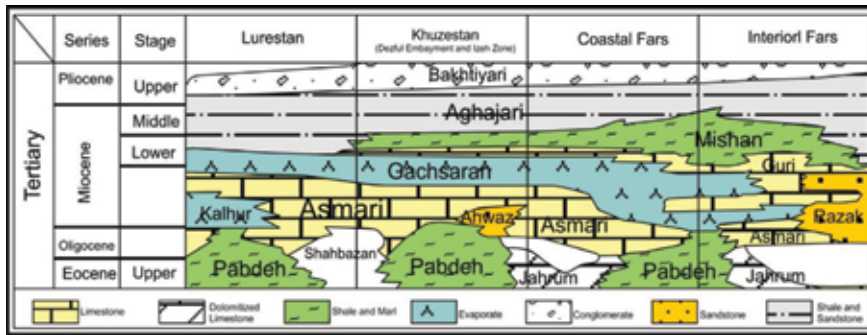 Series
Stage
Lurestan
Khuzestan
(Dezful Embayment and Izeh Zone)
Coastal Fars
Interiorl Fars
Tertiary
Pliocene
Miocene
Oligocene
Eocene
Upper
Middle
Lower
Upper
Bakhtiyari
Aghajari
Mishan
Guri
Gachsaran
Kalhur
Asmari
Ahwaz
Asmari
Razak
Asmari
Shahbazan
Pabdeh
Pabdeh
Jahrum
Pabdeh
Jahrum
Limestone
Dolomitized
Limestone
Shale and Marl
Evaporate
Conglomerate
Sandstone
Shale and
Sandstone